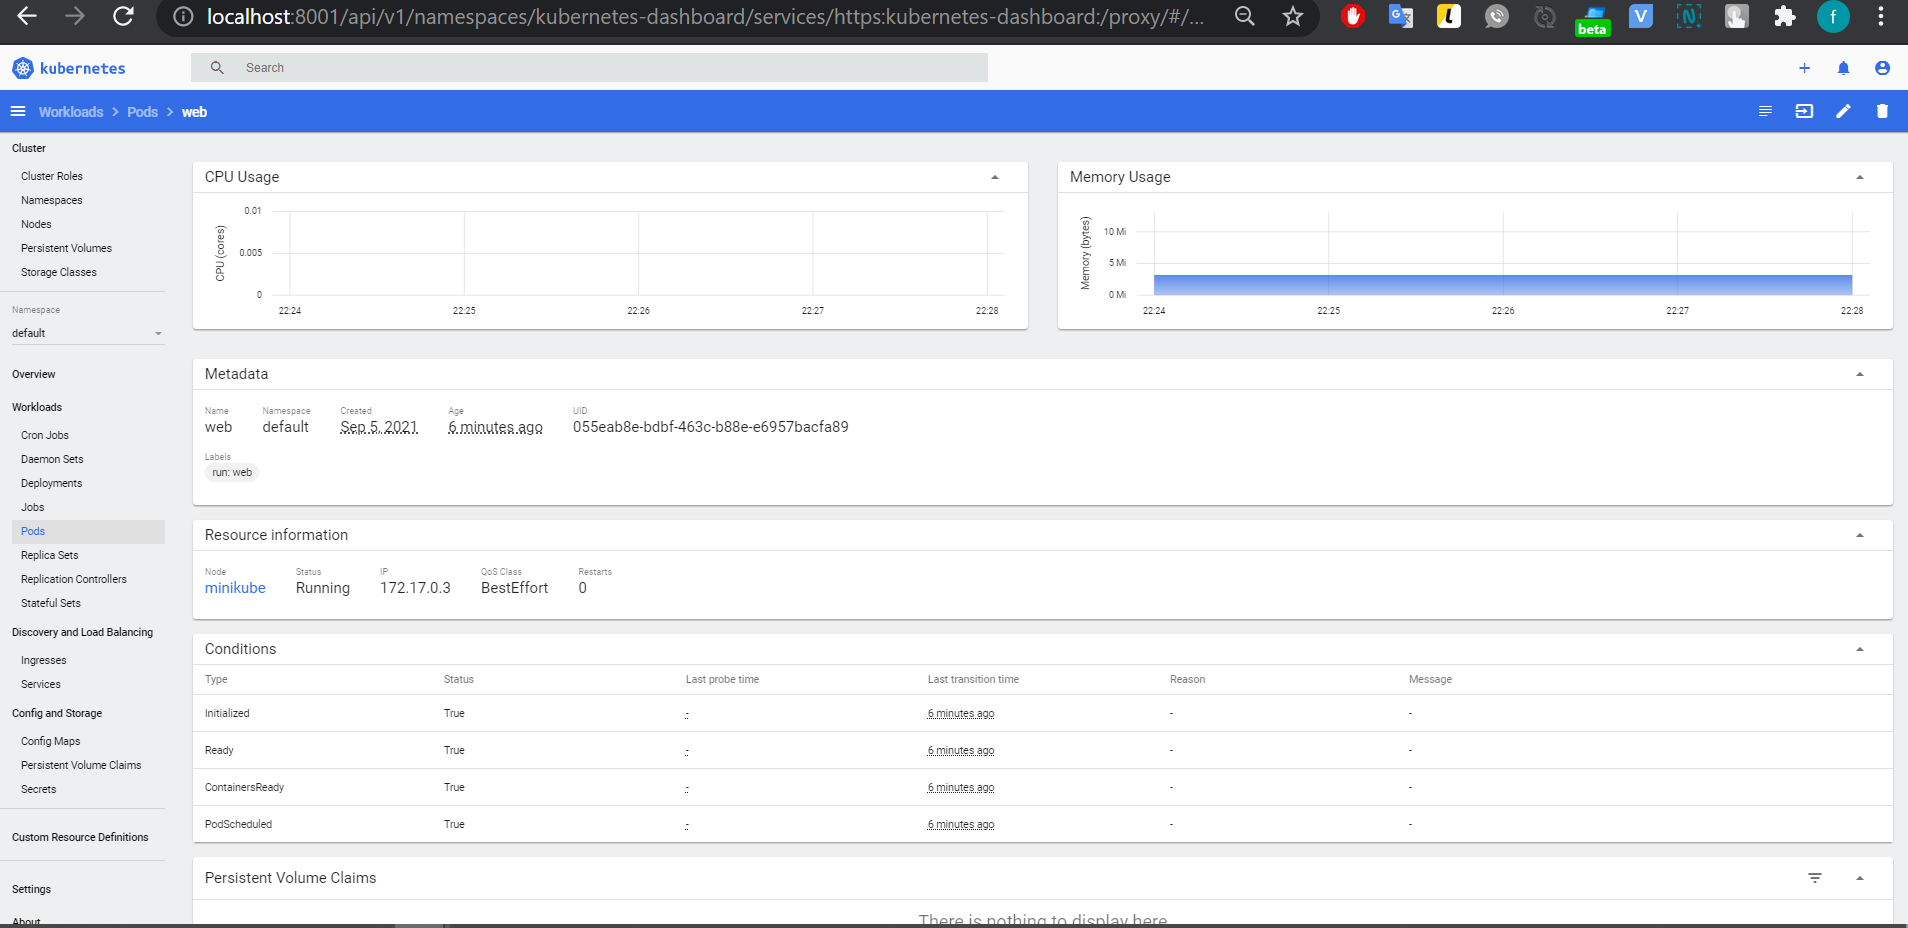 localhost:8001/api/v1/namespaces/kubernetes-dashboard/services/https:kubernetes-dashboard:/proxy/#/...
beta
f
kubernetes
Search
Workloads > Pods > web
Cluster
Cluster Roles
Namespaces
Nodes
Persistent Volumes
Storage Classes
Namespace
default
Overview
Workloads
Cron Jobs
Daemon Sets
Deployments
Jobs
Pods
Replica Sets
Replication Controllers
Stateful Sets
Discovery and Load Balancing
Ingresses
Services
Config and Storage
Config Maps
Persistent Volume Claims
Secrets
Custom Resource Definitions
Settings
About
CPU Usage
CPU (cores)
0.01
0.005
0
22:24 22:25 22:26 22:27 22:28
Memory Usage
Memory (bytes)
10 Mi
5 Mi
0 Mi
22:24 22:25 22:26 22:27 22:28
Metadata
Name Namespace Created Age UID
web default Sep 5, 2021 6 minutes ago 055eab8e-bdbf-463c-b88e-e6957bacfa89
Labels
run: web
Resource information
Node Status IP QoS Class Restarts
minikube Running 172.17.0.3 BestEffort 0
Conditions
Type Status Last probe time Last transition time Reason Message
Initialized True - 6 minutes ago - -
Ready True - 6 minutes ago - -
ContainersReady True - 6 minutes ago - -
PodScheduled True - 6 minutes ago - -
Persistent Volume Claims
There is nothing to display here